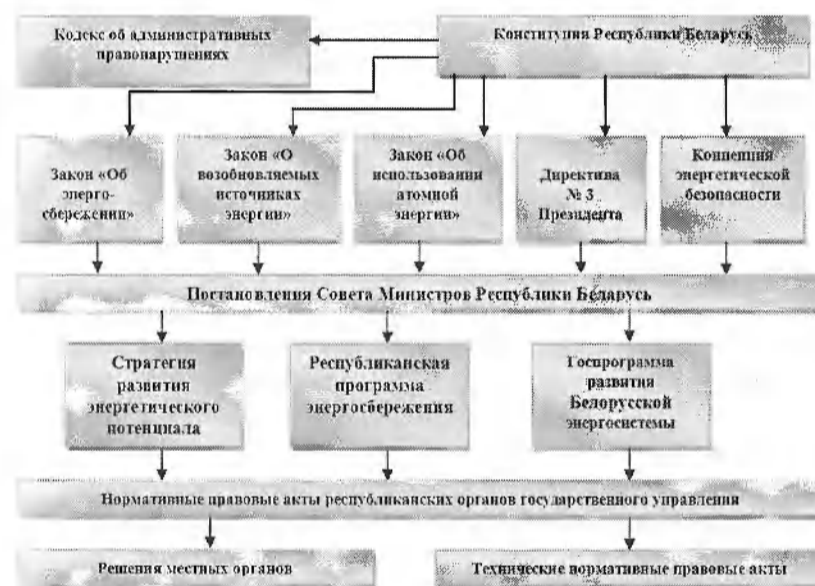 Кодекс об административных
правонарушениях
Конституция Республики Беларусь
Закон «Об
энерго-
сбережении»
Закон «О
возобновляемых
источниках
энергии»
Закон «Об
использовании
атомной
энергии»
Директива
№ 3
Президента
Концепция
энергетической
безопасности
Постановления Совета Министров Республики Беларусь
Стратегия
развития
энергетического
потенциала
Республиканская
программа
энергосбережения
Госпрограмма
развития
Белорусской
энергосистемы
Нормативные правовые акты республиканских органов государственного управления
Решения местных органов
Технические нормативные правовые акты